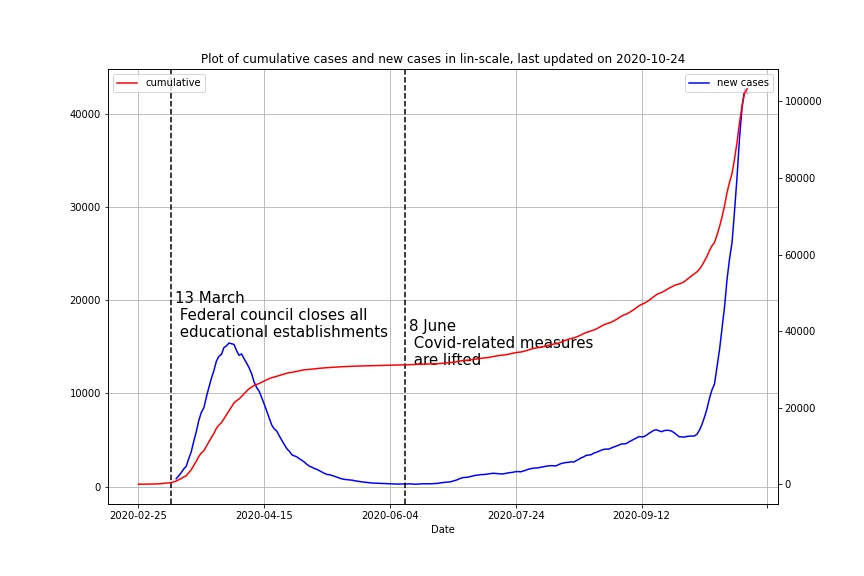 Plot of cumulative cases and new cases in lin-scale, last updated on 2020-10-24
cumulative
new cases
40000
30000
20000
10000
0
100000
80000
60000
40000
20000
0
13 March
Federal council closes all
educational establishments
8 June
Covid-related measures
are lifted
2020-02-25
2020-04-15
2020-06-04
2020-07-24
2020-09-12
Date